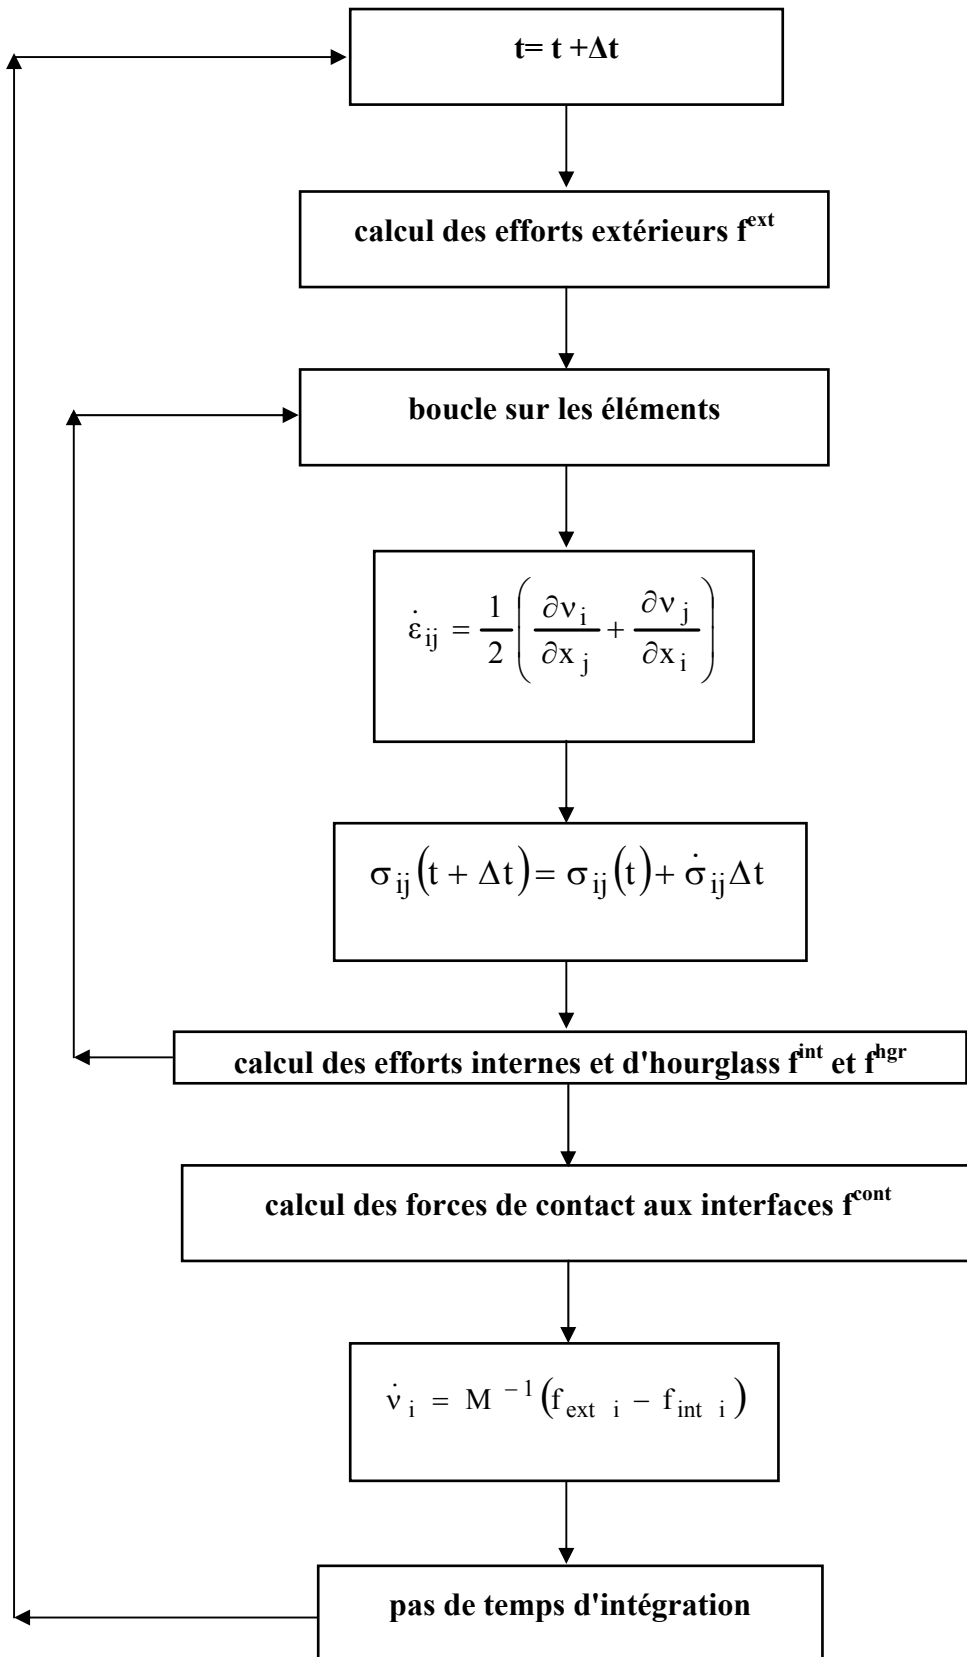 t= t +Δt
calcul des efforts extérieurs f^ext
boucle sur les éléments
ε̇_ij = 1/2 ( ∂ν_i/∂x_j + ∂ν_j/∂x_i )
σ_ij(t + Δt) = σ_ij(t) + σ̇_ij Δt
calcul des efforts internes et d'hourglass f^int et f^hgr
calcul des forces de contact aux interfaces f^cont
ν̇_i = M^-1 (f_ext i − f_int i)
pas de temps d'intégration